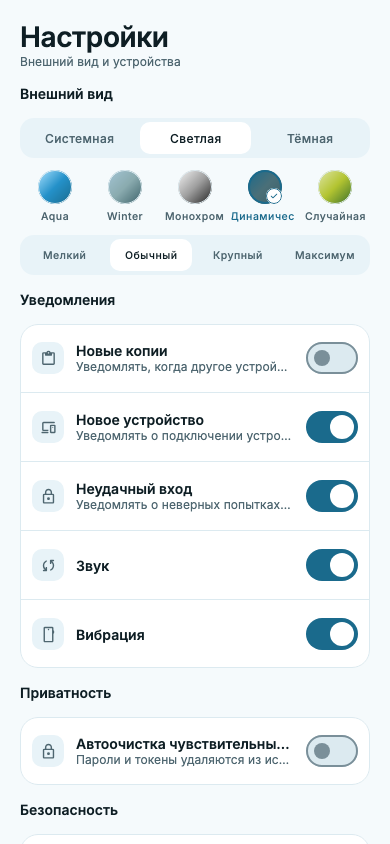 Настройки
Внешний вид и устройства
Внешний вид
Системная Светлая Тёмная
Aqua Winter Монохром Динамичес Случайная
Мелкий Обычный Крупный Максимум
Уведомления
Новые копии
Уведомлять, когда другое устрой...
Новое устройство
Уведомлять о подключении устро...
Неудачный вход
Уведомлять о неверных попытках...
Звук
Вибрация
Приватность
Автоочистка чувствительны...
Пароли и токены удаляются из ис...
Безопасность